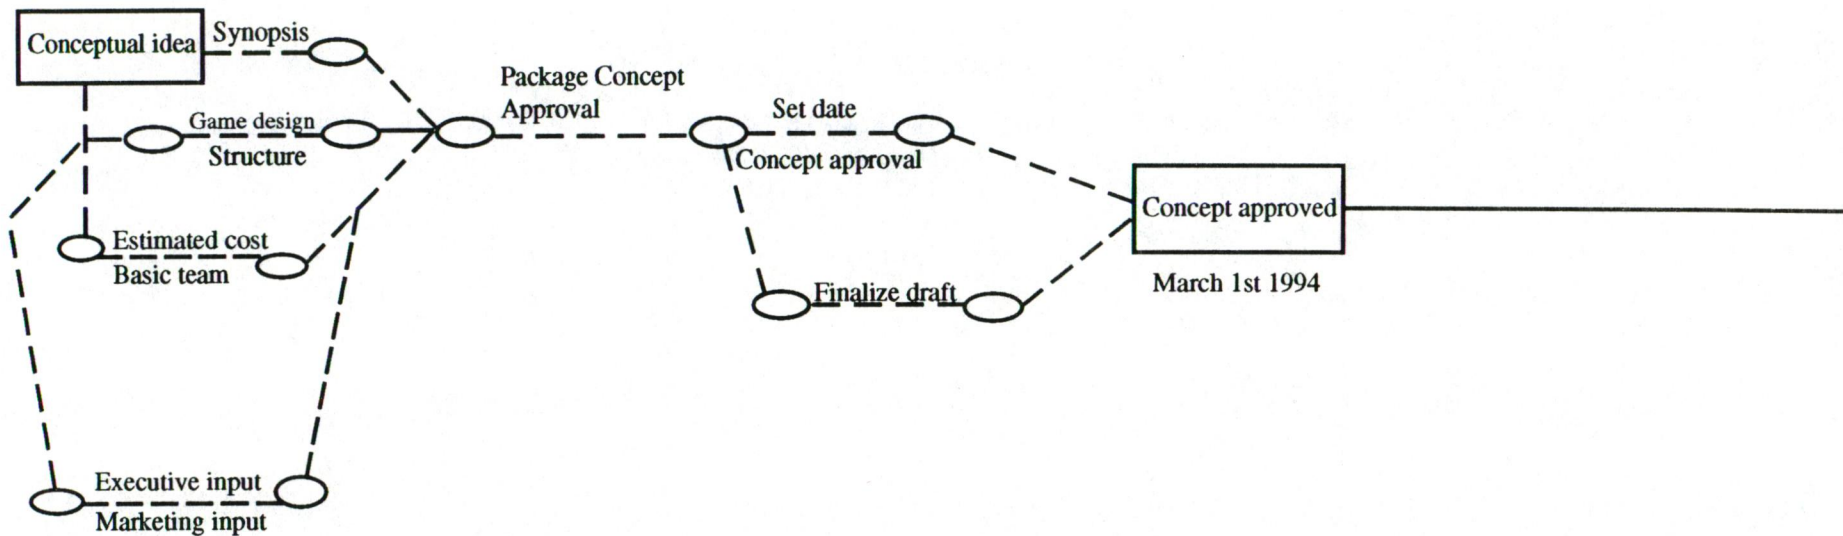 Conceptual idea
Synopsis
Package Concept
Approval
Game design
Structure
Set date
Concept approval
Estimated cost
Basic team
Concept approved
March 1st 1994
Finalize draft
Executive input
Marketing input